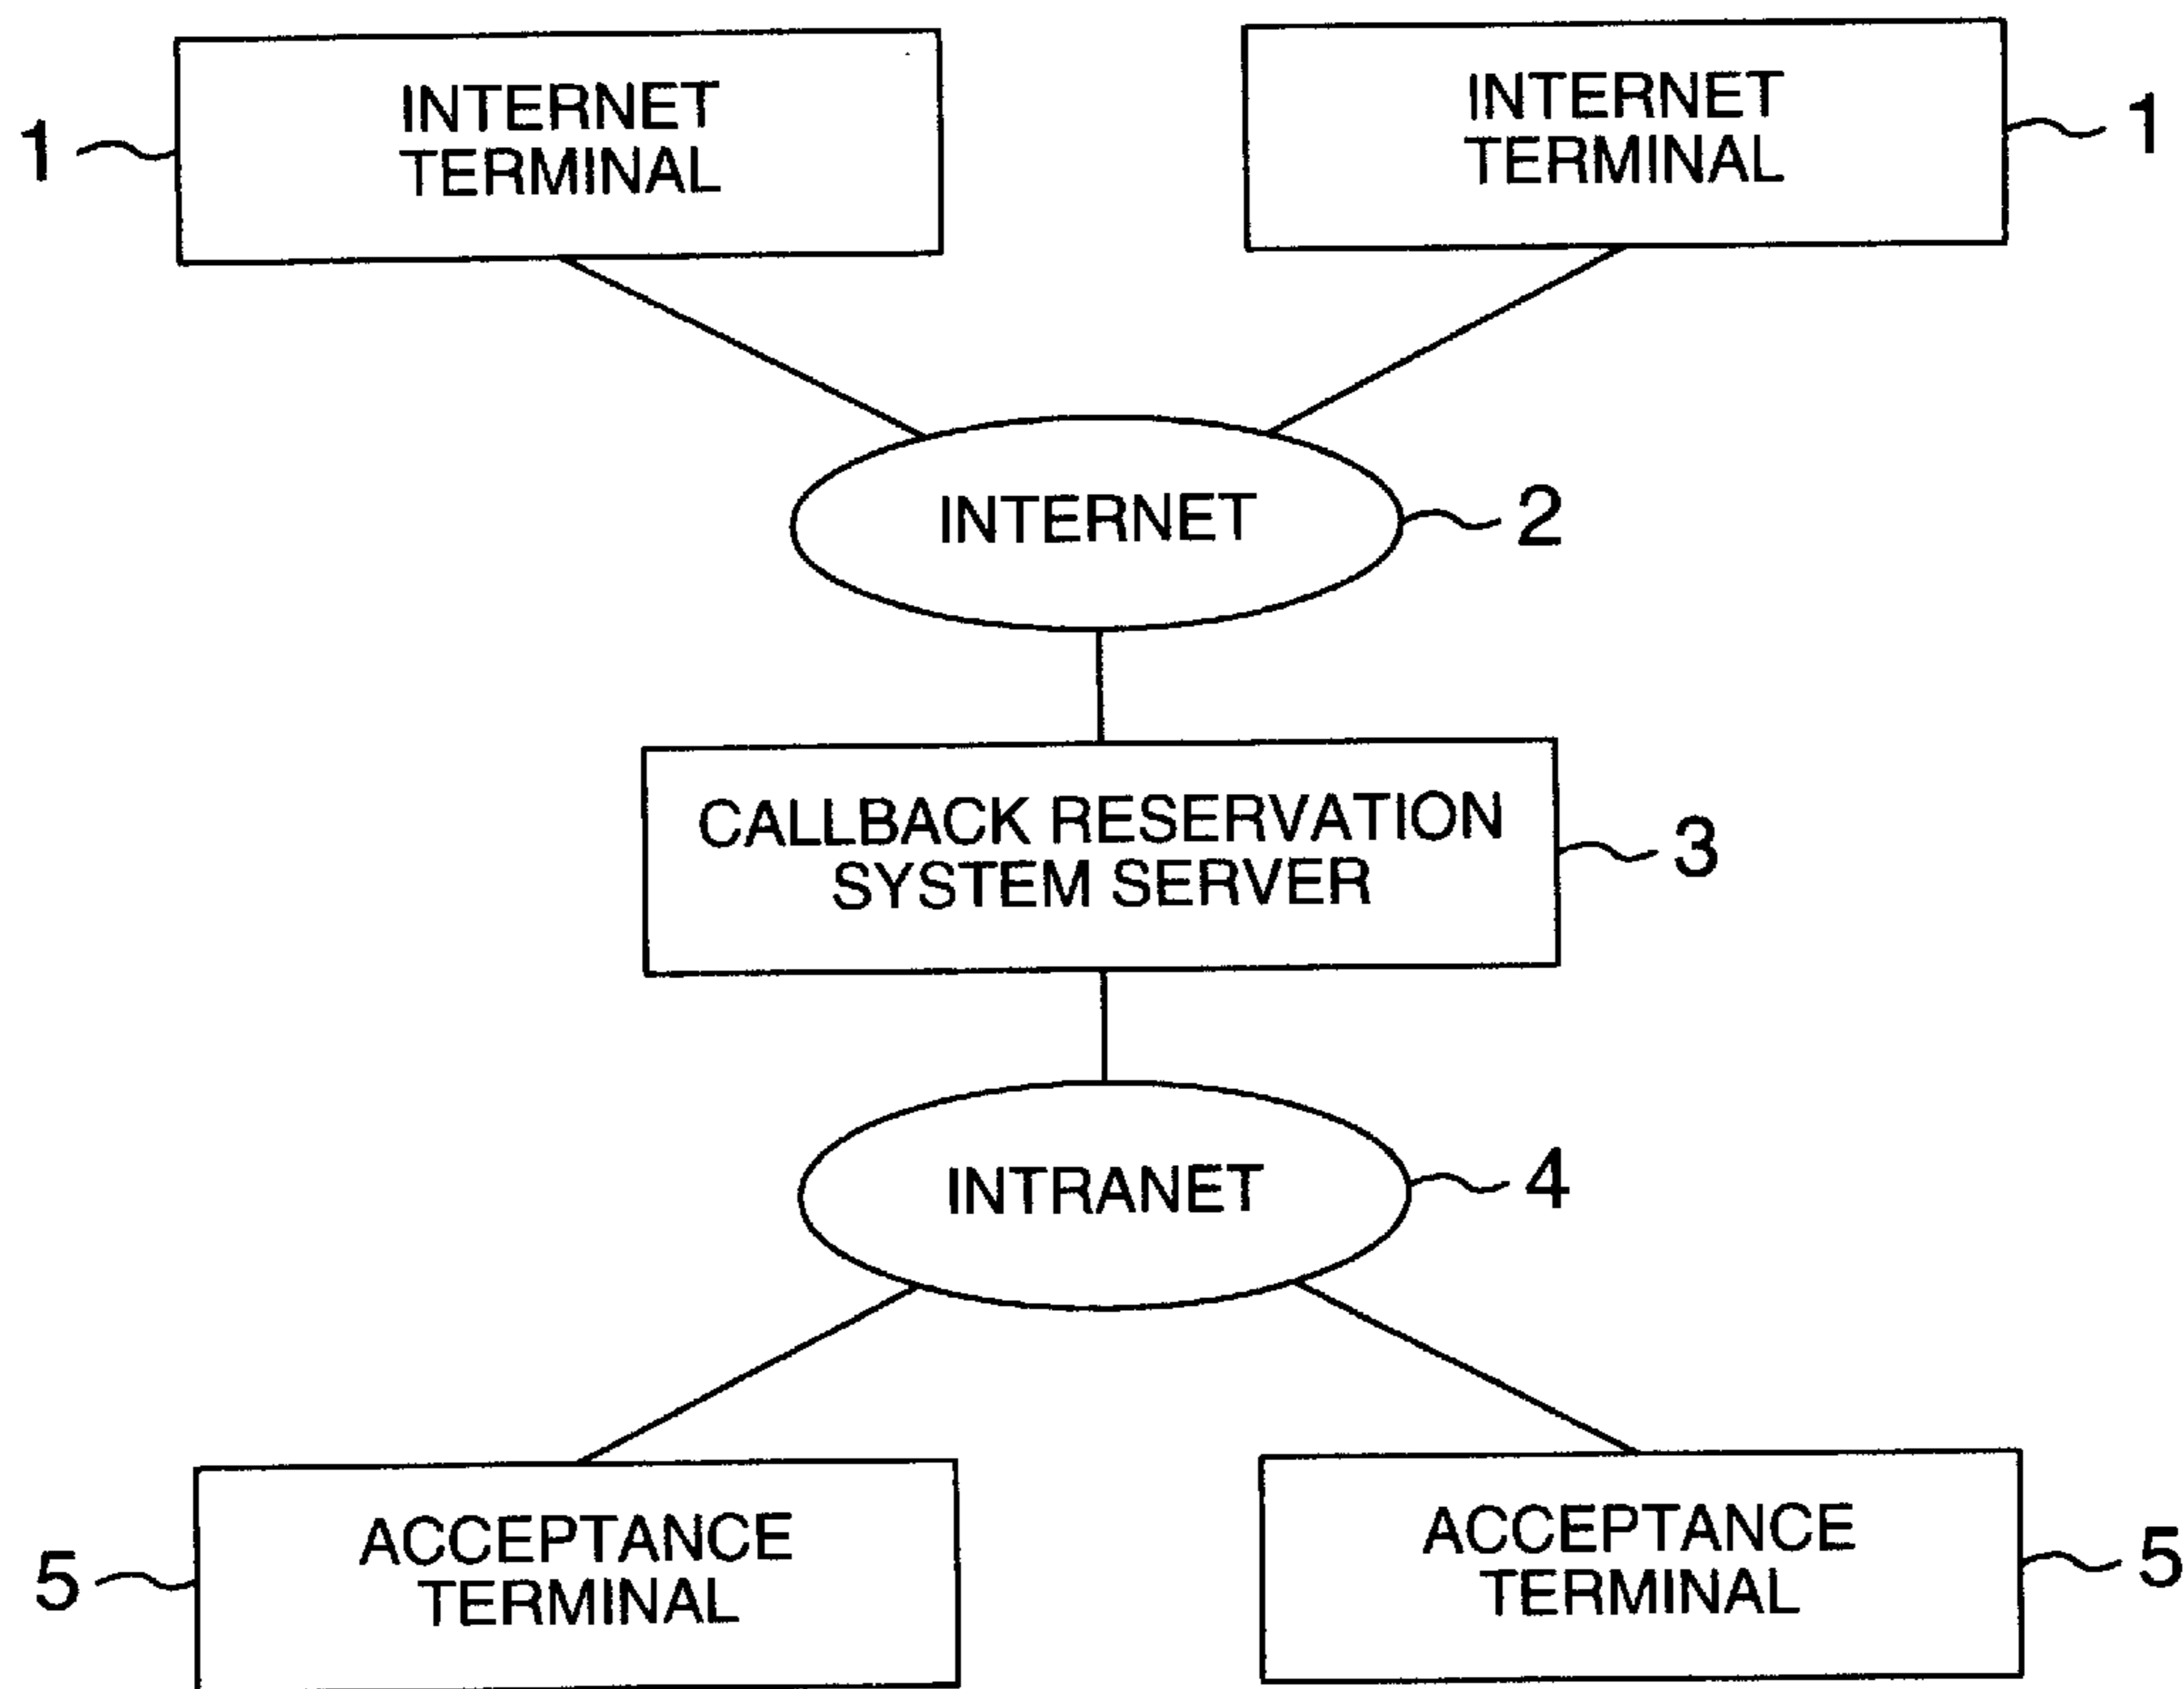 1
INTERNET
TERMINAL
INTERNET
TERMINAL
1
INTERNET
2
CALLBACK RESERVATION
SYSTEM SERVER
3
INTRANET
4
5
ACCEPTANCE
TERMINAL
ACCEPTANCE
TERMINAL
5